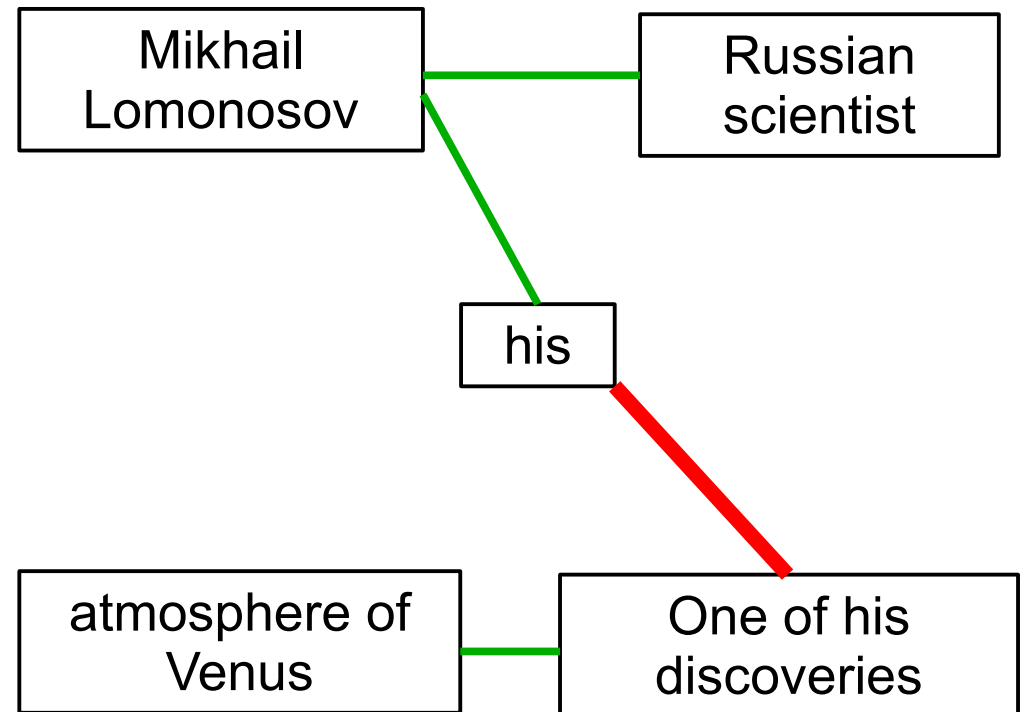 Mikhail
Lomonosov
Russian
scientist
his
atmosphere of
Venus
One of his
discoveries